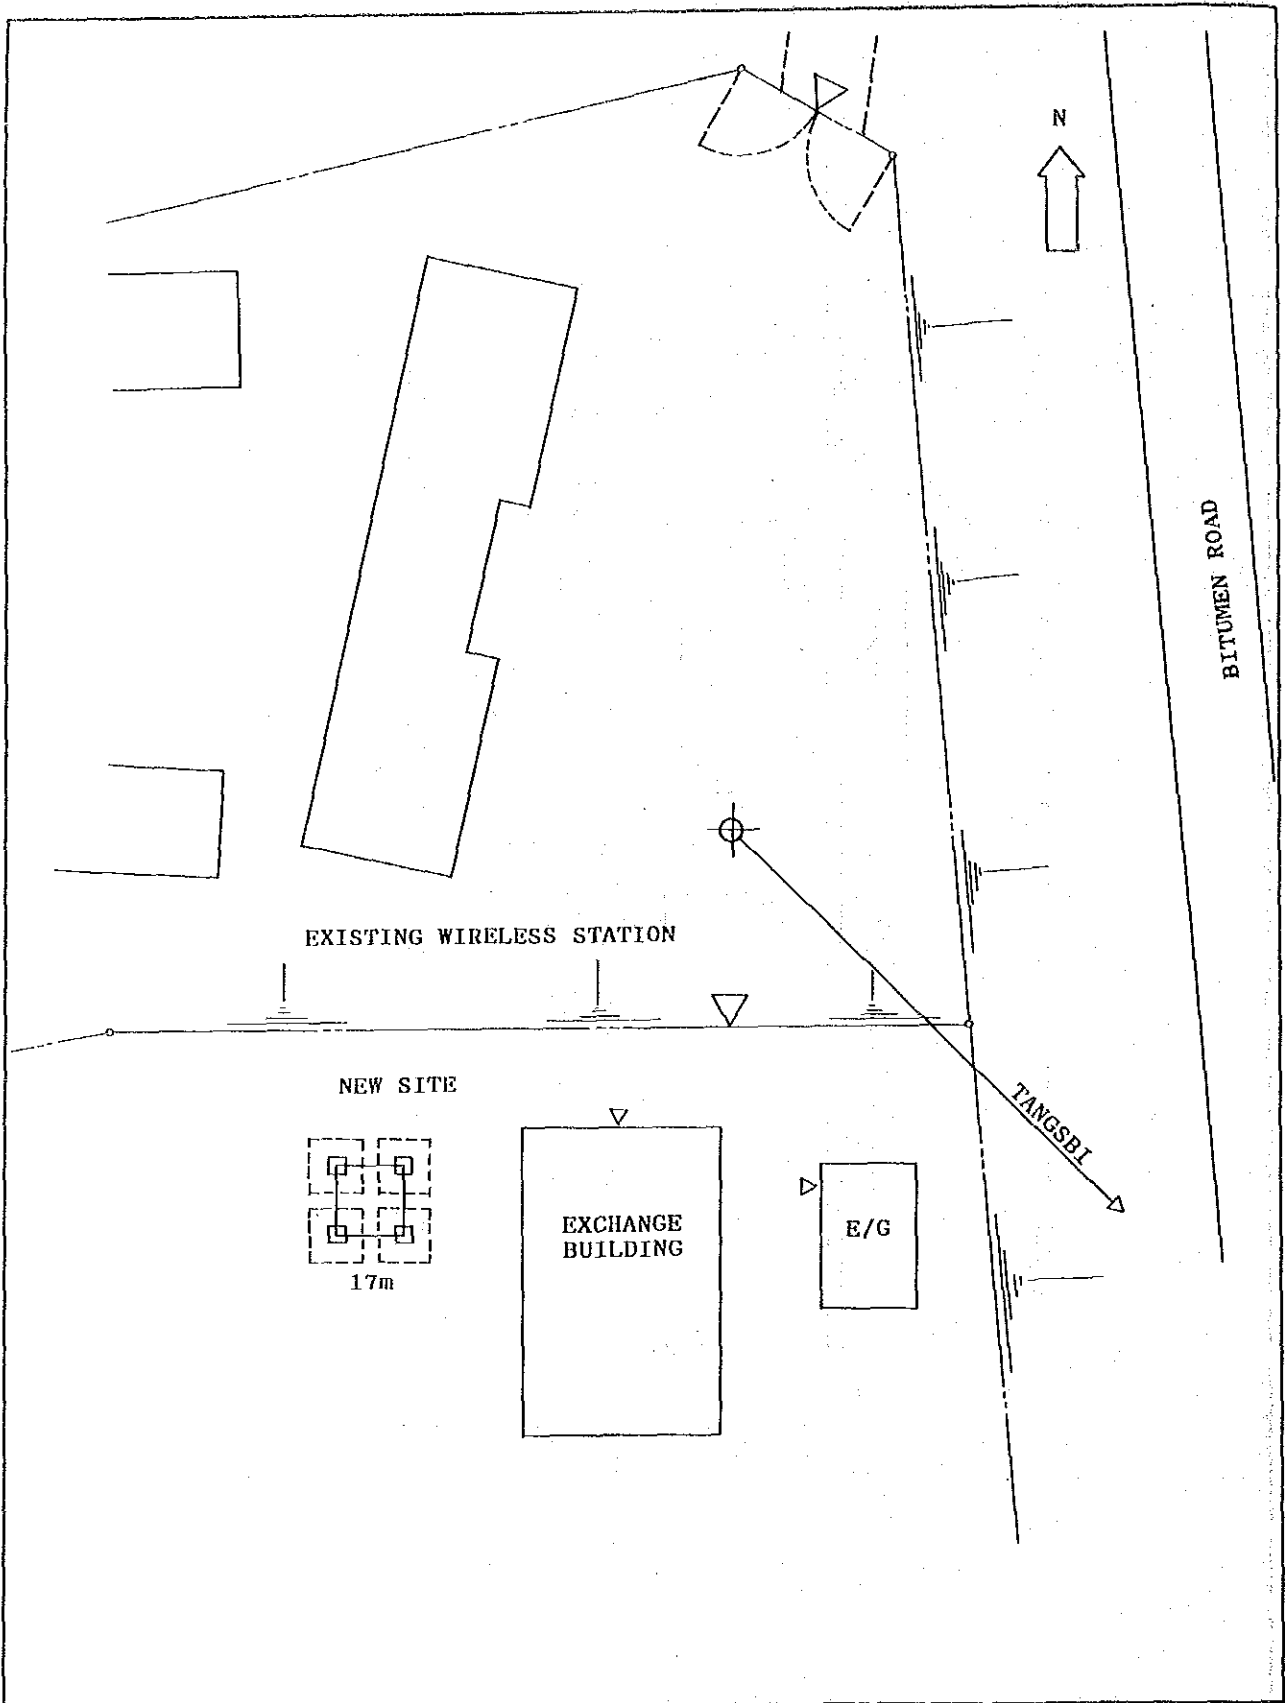 N
BITUMEN ROAD
EXISTING WIRELESS STATION
NEW SITE
TANGSBI
EXCHANGE
BUILDING
E/G
17m